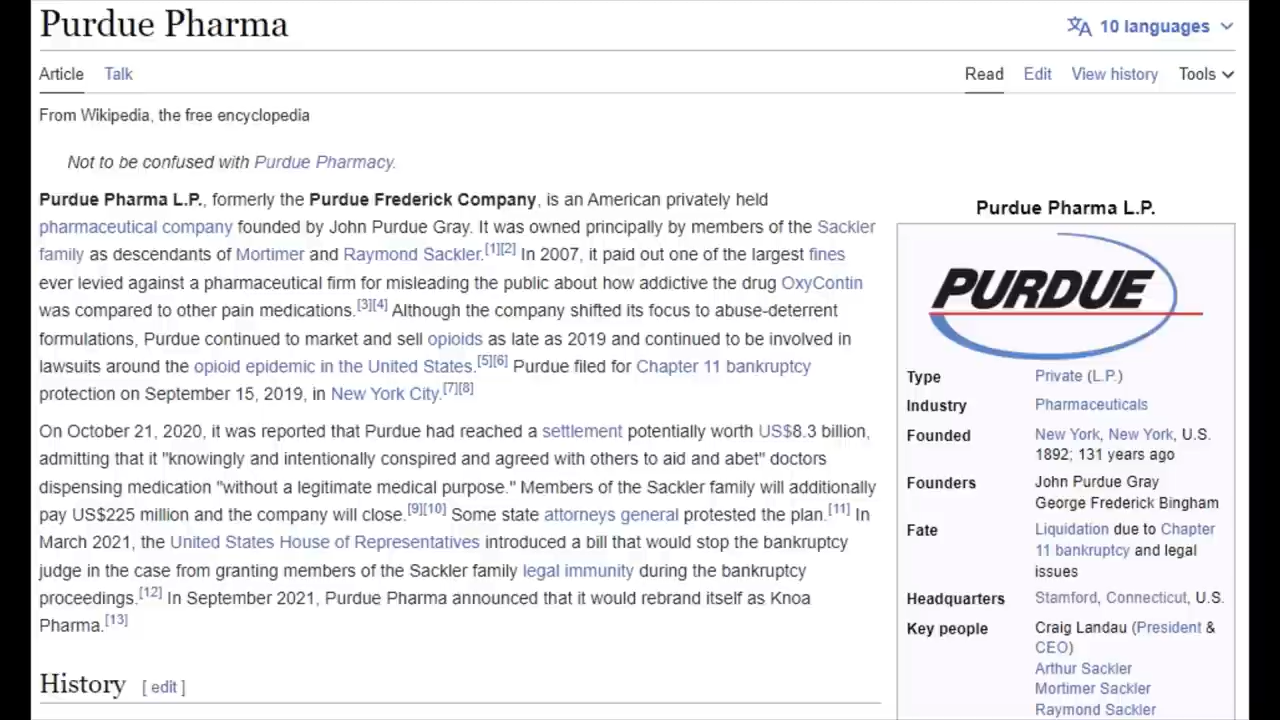 Purdue Pharma
10 languages
Article Talk
Read Edit View history Tools
From Wikipedia, the free encyclopedia
Not to be confused with Purdue Pharmacy.
Purdue Pharma L.P., formerly the Purdue Frederick Company, is an American privately held
pharmaceutical company founded by John Purdue Gray. It was owned principally by members of the Sackler
family as descendants of Mortimer and Raymond Sackler.[1][2] In 2007, it paid out one of the largest fines
ever levied against a pharmaceutical firm for misleading the public about how addictive the drug OxyContin
was compared to other pain medications.[3][4] Although the company shifted its focus to abuse-deterrent
formulations, Purdue continued to market and sell opioids as late as 2019 and continued to be involved in
lawsuits around the opioid epidemic in the United States.[5][6] Purdue filed for Chapter 11 bankruptcy
protection on September 15, 2019, in New York City.[7][8]
On October 21, 2020, it was reported that Purdue had reached a settlement potentially worth US$8.3 billion,
admitting that it "knowingly and intentionally conspired and agreed with others to aid and abet" doctors
dispensing medication "without a legitimate medical purpose." Members of the Sackler family will additionally
pay US$225 million and the company will close.[9][10] Some state attorneys general protested the plan.[11] In
March 2021, the United States House of Representatives introduced a bill that would stop the bankruptcy
judge in the case from granting members of the Sackler family legal immunity during the bankruptcy
proceedings.[12] In September 2021, Purdue Pharma announced that it would rebrand itself as Knoa
Pharma.[13]
History [ edit ]
Purdue Pharma L.P.
PURDUE
Type Private (L.P.)
Industry Pharmaceuticals
Founded New York, New York, U.S.
1892; 131 years ago
Founders John Purdue Gray
George Frederick Bingham
Fate Liquidation due to Chapter
11 bankruptcy and legal
issues
Headquarters Stamford, Connecticut, U.S.
Key people Craig Landau (President &
CEO)
Arthur Sackler
Mortimer Sackler
Raymond Sackler